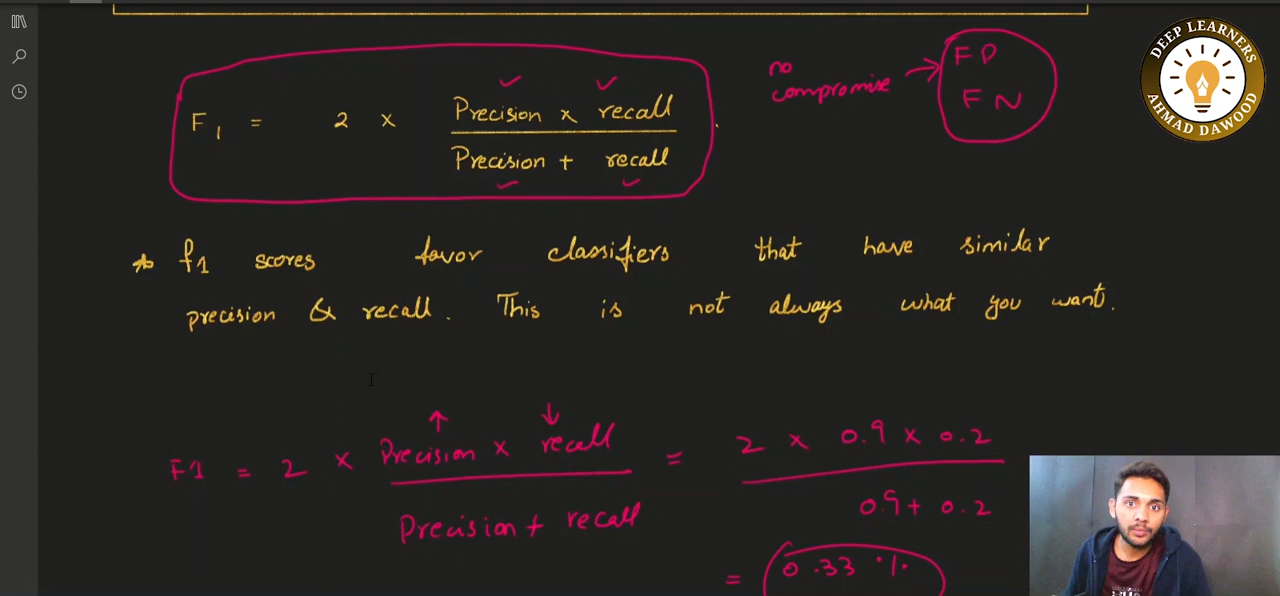 DEEP LEARNERS
AHMAD DAWOOD
no
compromise
FP
FN
F1 = 2 × Precision × recall
Precision + recall
* f1 scores favor classifiers that have similar
precision & recall. This is not always what you want.
F1 = 2 × Precision × recall = 2 × 0.9 × 0.2
Precision + recall 0.9 + 0.2
= 0.33 %